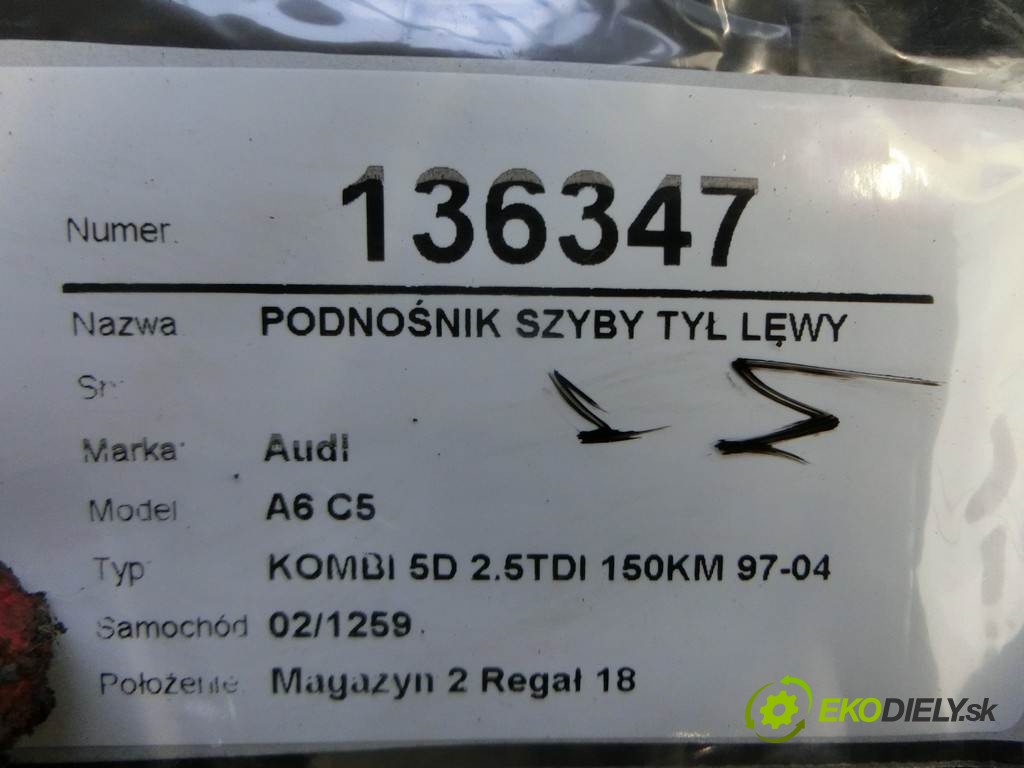 Numer 136347
Nazwa PODNOŚNIK SZYBY TYŁ LĘWY
Sn
Marka Audi
Model A6 C5
Typ KOMBI 5D 2.5TDI 150KM 97-04
Samochód 02/1259
Położenie Magazyn 2 Regał 18
EKODIELY.sk